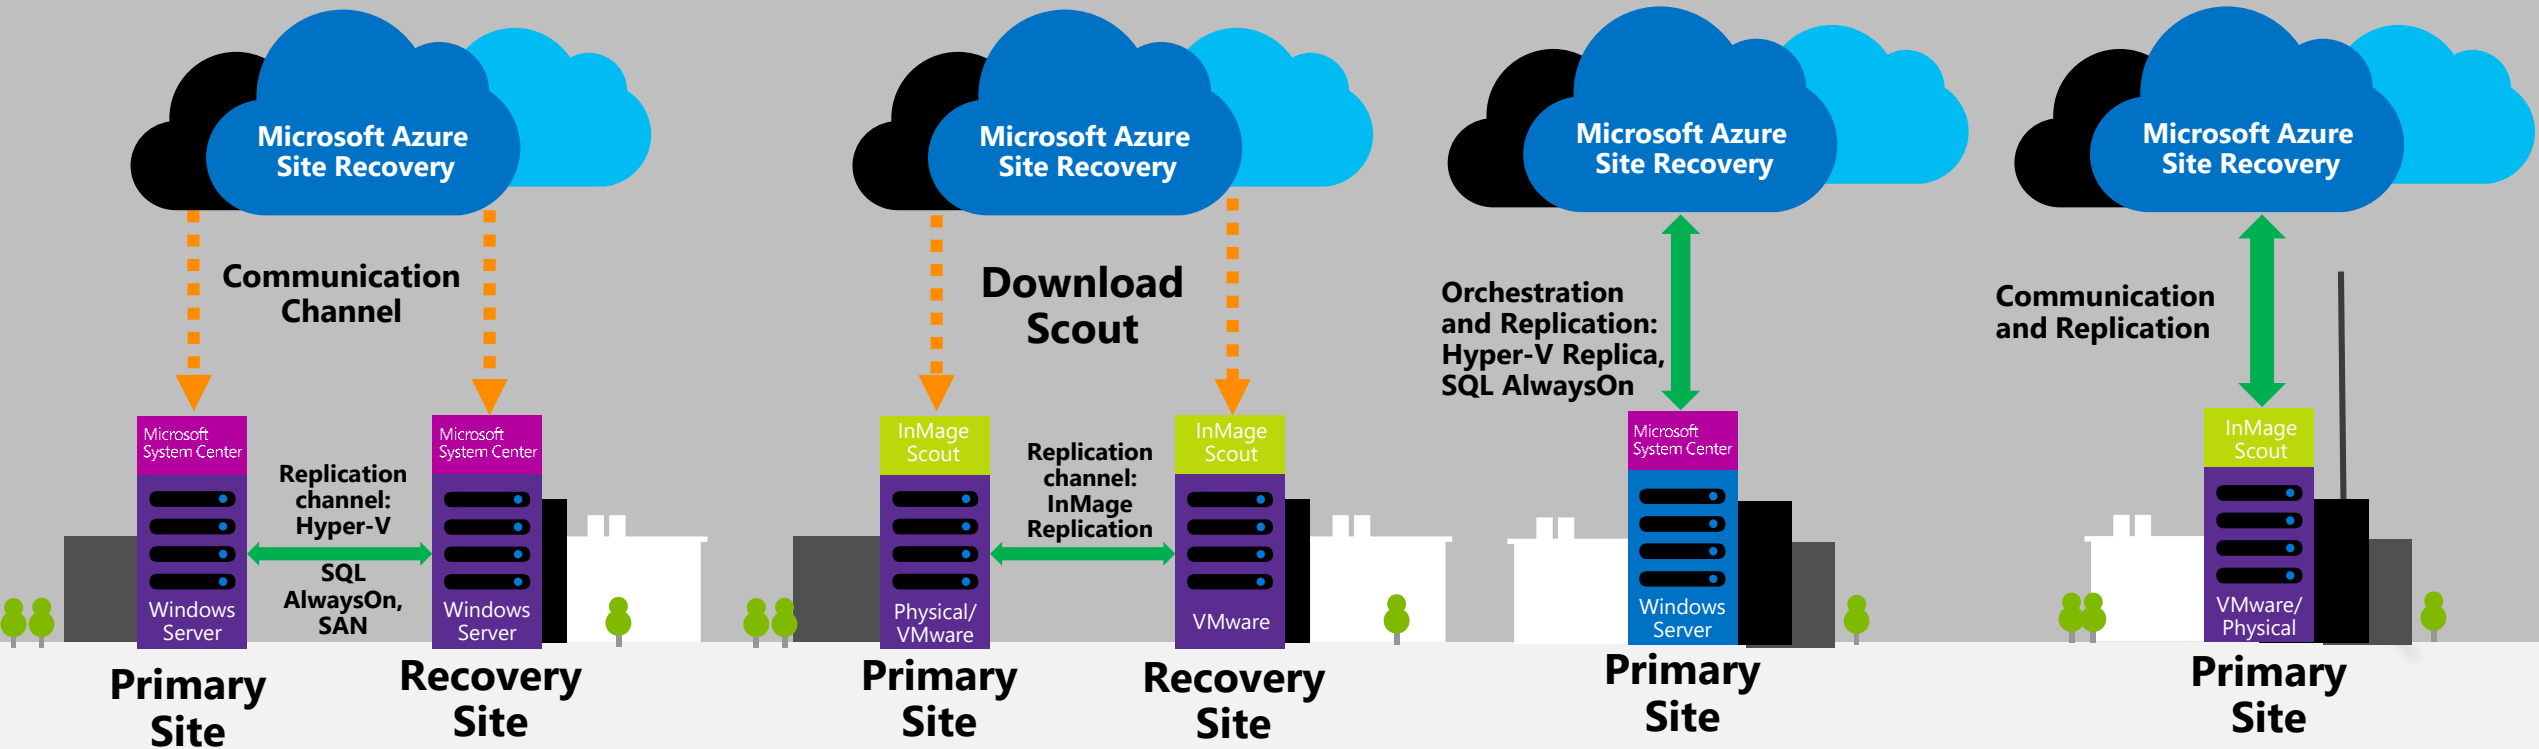 Microsoft Azure
Site Recovery
Communication
Channel
Microsoft
System Center
Windows
Server
Replication
channel:
Hyper-V
SQL
AlwaysOn,
SAN
Microsoft
System Center
Windows
Server
Primary
Site
Recovery
Site
Microsoft Azure
Site Recovery
Download
Scout
InMage
Scout
Physical/
VMware
Replication
channel:
InMage
Replication
InMage
Scout
VMware
Primary
Site
Recovery
Site
Microsoft Azure
Site Recovery
Orchestration
and Replication:
Hyper-V Replica,
SQL AlwaysOn
Microsoft
System Center
Windows
Server
Primary
Site
Microsoft Azure
Site Recovery
Communication
and Replication
InMage
Scout
VMware/
Physical
Primary
Site